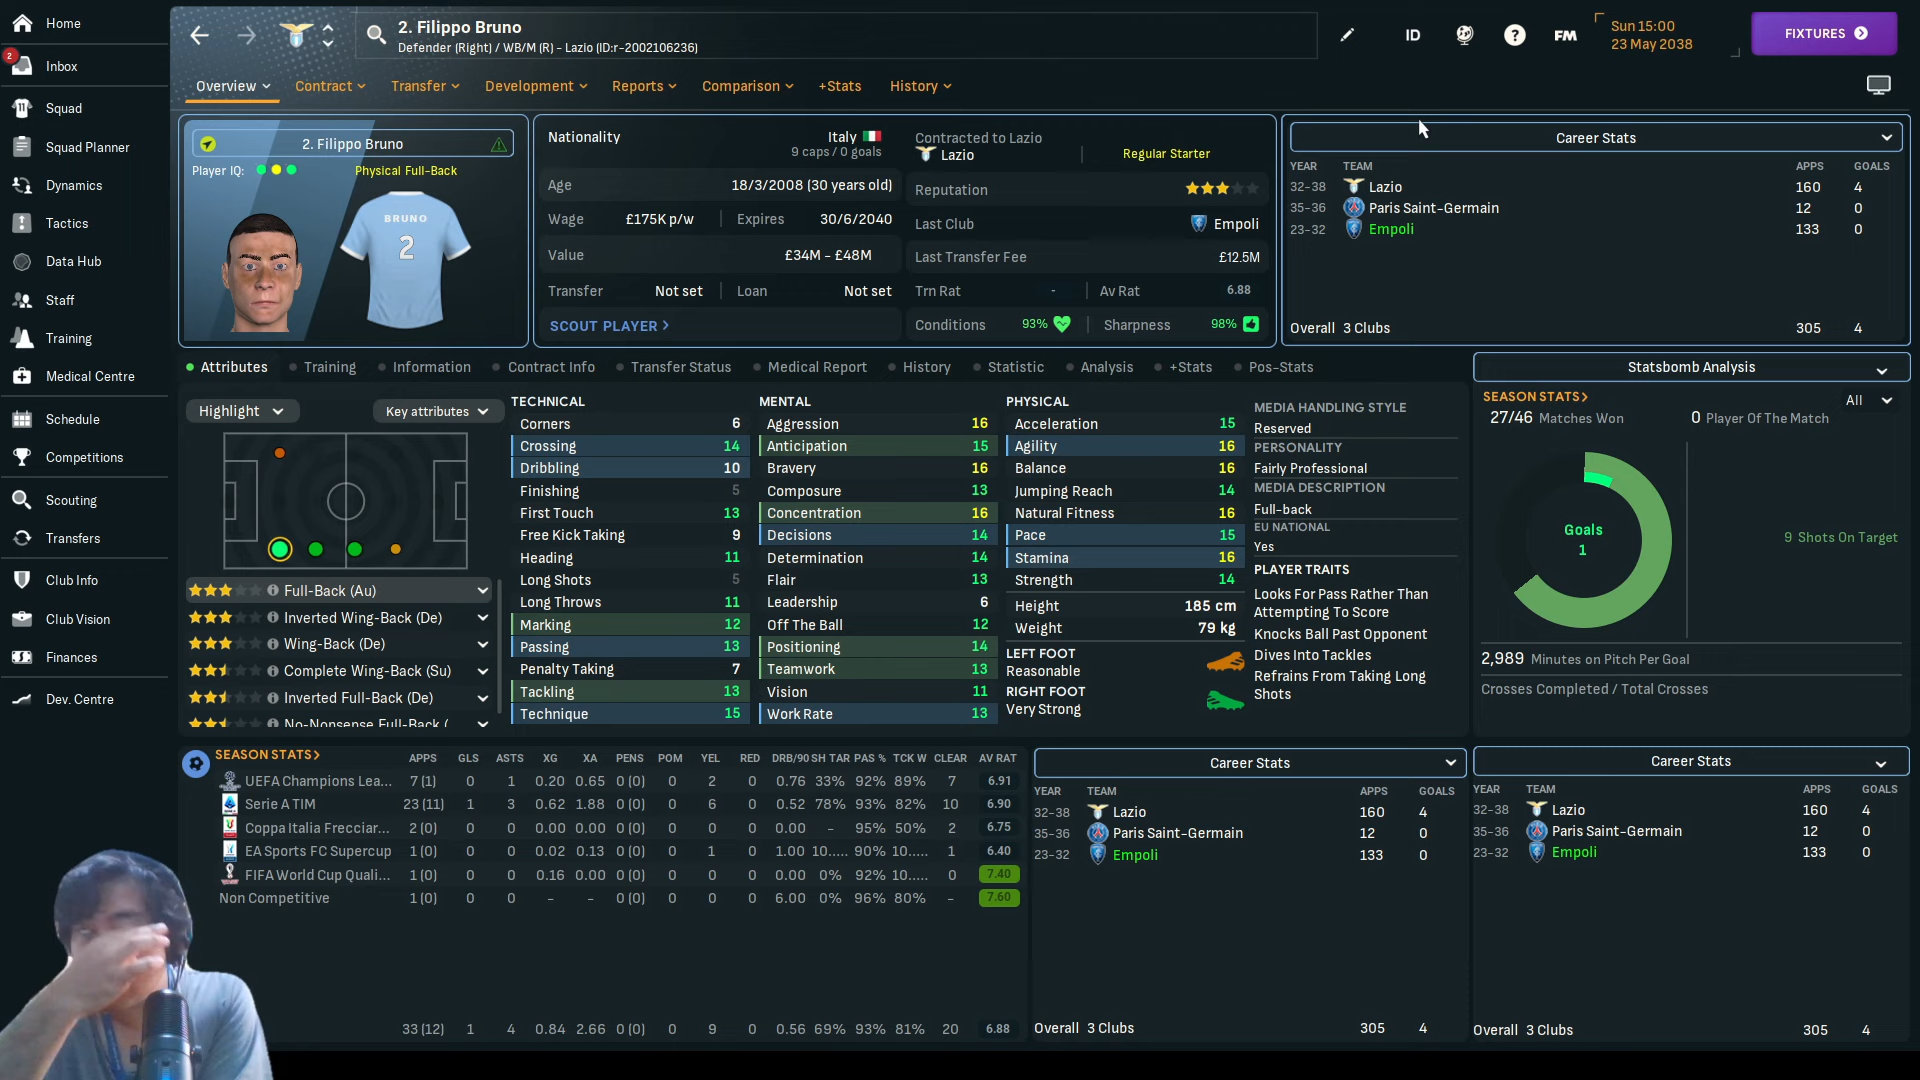 2. Filippo Bruno
Defender (Right) / WB/M (R) - Lazio (ID:r-2002106236)
ID
?
FM
Sun 15:00
23 May 2038
FIXTURES
Home
2
Inbox
11
Squad
Squad Planner
Dynamics
Tactics
Data Hub
Staff
Training
Medical Centre
Schedule
Competitions
Scouting
Transfers
Club Info
Club Vision
Finances
Dev. Centre
Overview
Contract
Transfer
Development
Reports
Comparison
+Stats
History
2. Filippo Bruno
Player IQ:
Physical Full-Back
BRUNO
2
Nationality
Italy
9 caps / 0 goals
Age 18/3/2008 (30 years old)
Wage £175K p/w Expires 30/6/2040
Value £34M - £48M
Transfer Not set Loan Not set
SCOUT PLAYER >
Contracted to Lazio
Lazio Regular Starter
Reputation
Last Club Empoli
Last Transfer Fee £12.5M
Trn Rat - Av Rat 6.88
Conditions 93% Sharpness 98%
Career Stats
YEAR TEAM APPS GOALS
32-38 Lazio 160 4
35-36 Paris Saint-Germain 12 0
23-32 Empoli 133 0
Overall 3 Clubs 305 4
Attributes
Training
Information
Contract Info
Transfer Status
Medical Report
History
Statistic
Analysis
+Stats
Pos-Stats
Highlight
Key attributes
Full-Back (Au)
Inverted Wing-Back (De)
Wing-Back (De)
Complete Wing-Back (Su)
Inverted Full-Back (De)
No-Nonsense Full-Back (
TECHNICAL
Corners 6
Crossing 14
Dribbling 10
Finishing 5
First Touch 13
Free Kick Taking 9
Heading 11
Long Shots 5
Long Throws 11
Marking 12
Passing 13
Penalty Taking 7
Tackling 13
Technique 15
MENTAL
Aggression 16
Anticipation 15
Bravery 16
Composure 13
Concentration 16
Decisions 14
Determination 14
Flair 13
Leadership 6
Off The Ball 12
Positioning 14
Teamwork 13
Vision 11
Work Rate 13
PHYSICAL
Acceleration 15
Agility 16
Balance 16
Jumping Reach 14
Natural Fitness 16
Pace 15
Stamina 16
Strength 14
Height 185 cm
Weight 79 kg
LEFT FOOT
Reasonable
RIGHT FOOT
Very Strong
MEDIA HANDLING STYLE
Reserved
PERSONALITY
Fairly Professional
MEDIA DESCRIPTION
Full-back
EU NATIONAL
Yes
PLAYER TRAITS
Looks For Pass Rather Than
Attempting To Score
Knocks Ball Past Opponent
Dives Into Tackles
Refrains From Taking Long
Shots
Statsbomb Analysis
SEASON STATS>
All
27/46 Matches Won
0 Player Of The Match
Goals
1
9 Shots On Target
2,989 Minutes on Pitch Per Goal
Crosses Completed / Total Crosses
SEASON STATS> APPS GLS ASTS XG XA PENS POM YEL RED DRB/90 SH TAR PAS % TCK W CLEAR AV RAT
UEFA Champions Lea... 7 (1) 0 1 0.20 0.65 0 (0) 0 2 0 0.76 33% 92% 89% 7 6.91
Serie A TIM 23 (11) 1 3 0.62 1.88 0 (0) 0 6 0 0.52 78% 93% 82% 10 6.90
Coppa Italia Frecciar... 2 (0) 0 0 0.00 0.00 0 (0) 0 0 0 0.00 - 95% 50% 2 6.75
EA Sports FC Supercup 1 (0) 0 0 0.02 0.13 0 (0) 0 1 0 1.00 10..... 90% 10..... 1 6.40
FIFA World Cup Quali... 1 (0) 0 0 0.16 0.00 0 (0) 0 0 0 0.00 0% 92% 10..... 0 7.40
Non Competitive 1 (0) 0 0 - - 0 (0) 0 0 0 6.00 0% 96% 80% - 7.60
33 (12) 1 4 0.84 2.66 0 (0) 0 9 0 0.56 69% 93% 81% 20 6.88
Career Stats
YEAR TEAM APPS GOALS
32-38 Lazio 160 4
35-36 Paris Saint-Germain 12 0
23-32 Empoli 133 0
Overall 3 Clubs 305 4
Career Stats
YEAR TEAM APPS GOALS
32-38 Lazio 160 4
35-36 Paris Saint-Germain 12 0
23-32 Empoli 133 0
Overall 3 Clubs 305 4